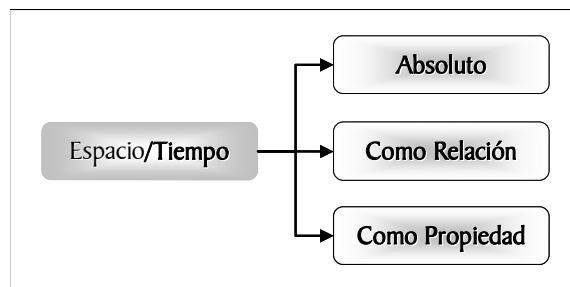 Espacio/Tiempo
Absoluto
Como Relación
Como Propiedad